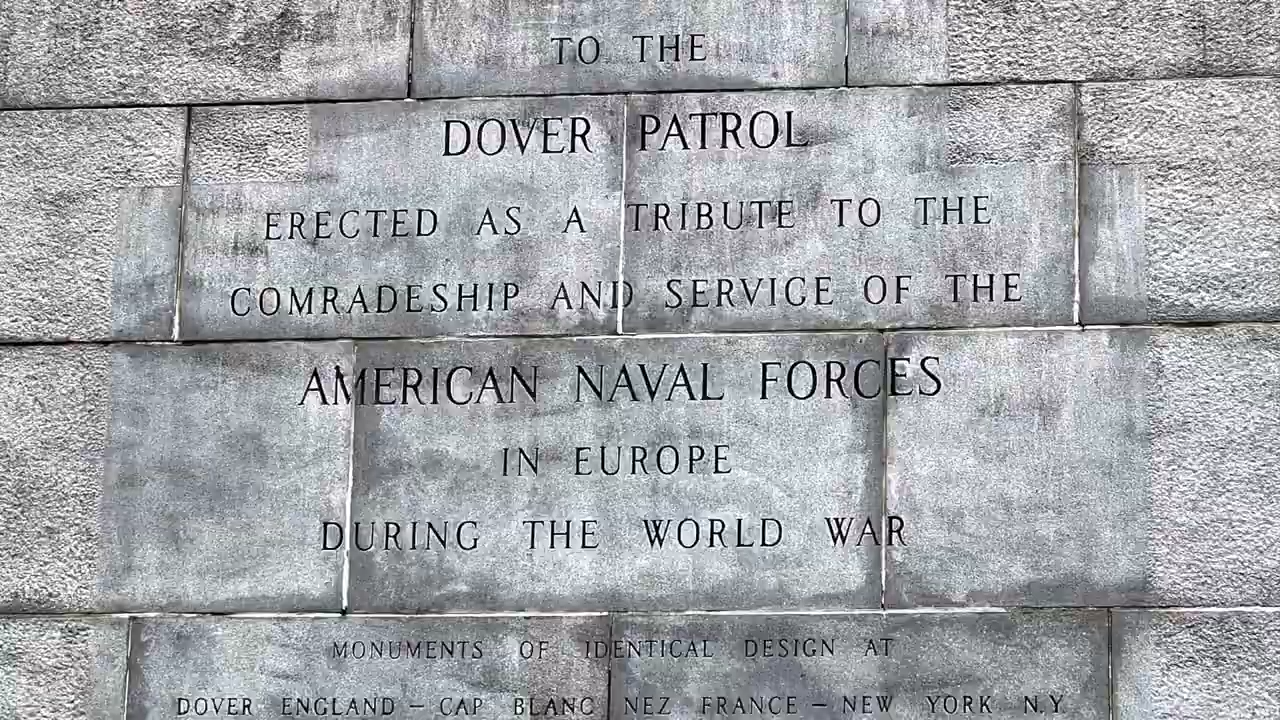 TO THE
DOVER PATROL
ERECTED AS A TRIBUTE TO THE
COMRADESHIP AND SERVICE OF THE
AMERICAN NAVAL FORCES
IN EUROPE
DURING THE WORLD WAR
MONUMENTS OF IDENTICAL DESIGN AT
DOVER ENGLAND – CAP BLANC NEZ FRANCE – NEW YORK N.Y.